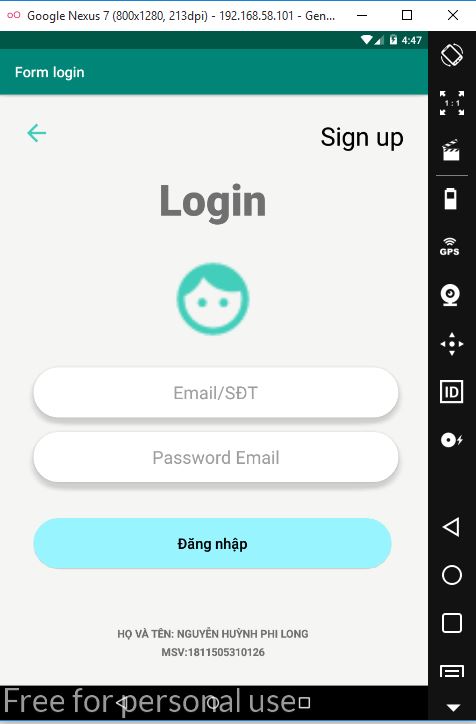 Google Nexus 7 (800x1280, 213dpi) - 192.168.58.101 - Gen...
4:47
Form login
Sign up
Login
Email/SĐT
Password Email
Đăng nhập
HỌ VÀ TÊN: NGUYỄN HUỲNH PHI LONG
MSV:1811505310126
Free for personal use
1:1
GPS
ID